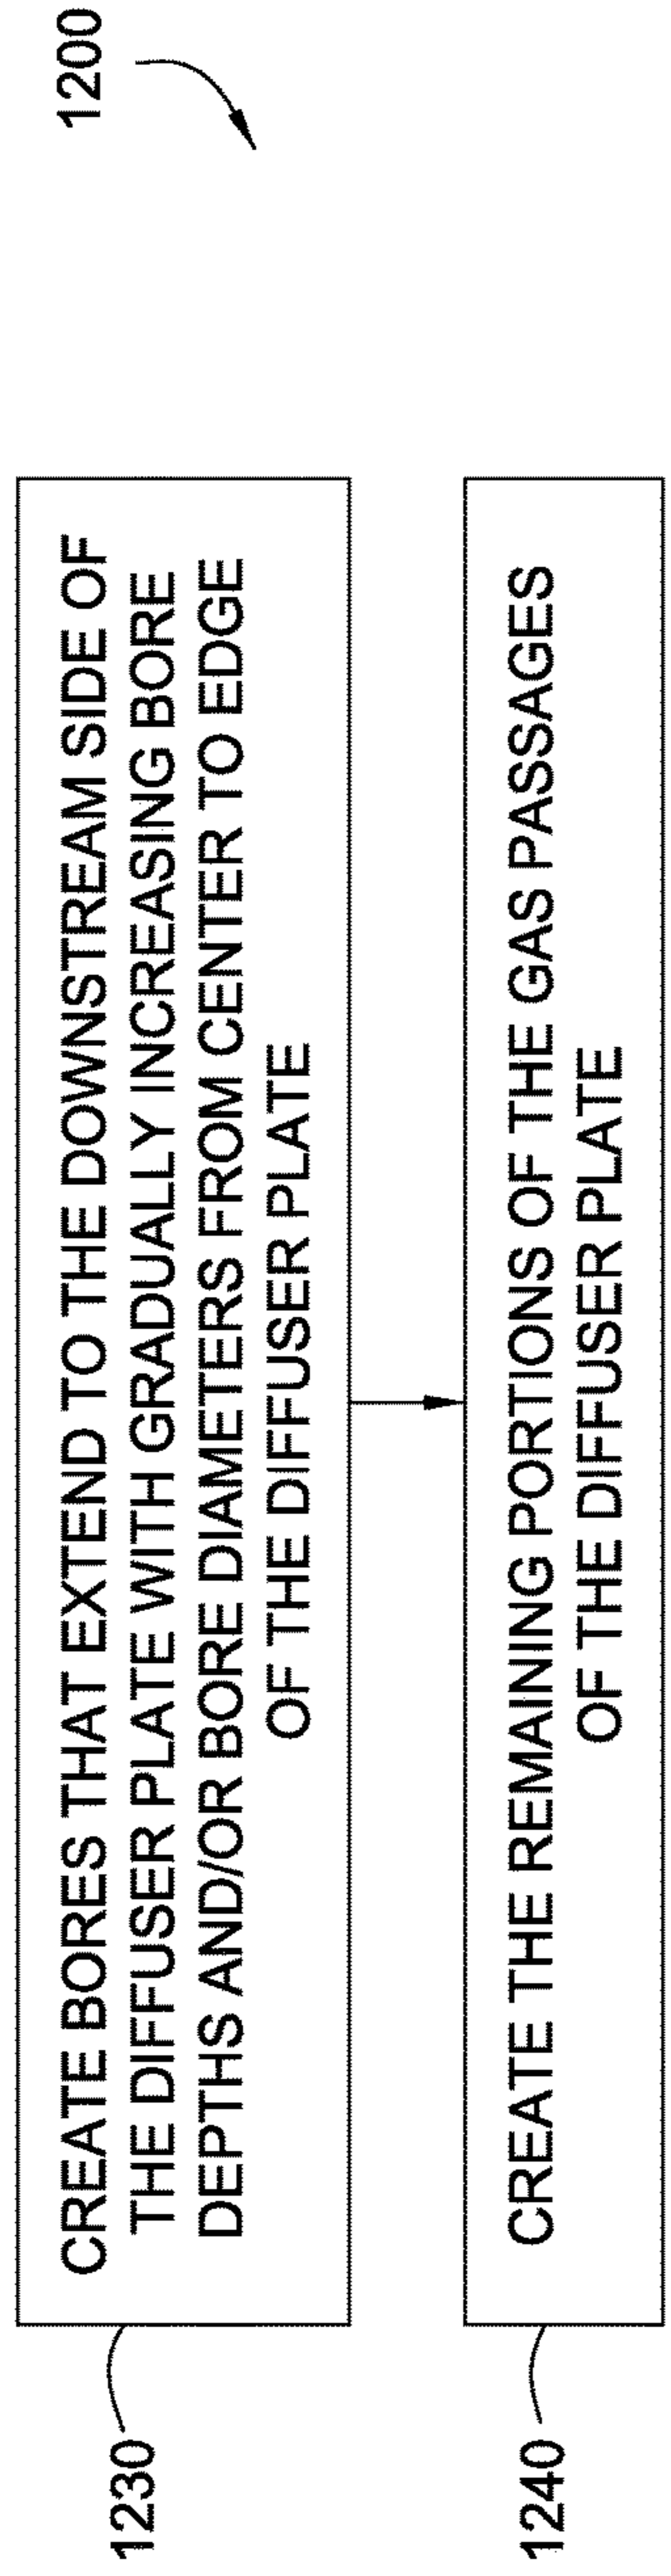 1200
1230
CREATE BORES THAT EXTEND TO THE DOWNSTREAM SIDE OF
THE DIFFUSER PLATE WITH GRADUALLY INCREASING BORE
DEPTHS AND/OR BORE DIAMETERS FROM CENTER TO EDGE
OF THE DIFFUSER PLATE
1240
CREATE THE REMAINING PORTIONS OF THE GAS PASSAGES
OF THE DIFFUSER PLATE